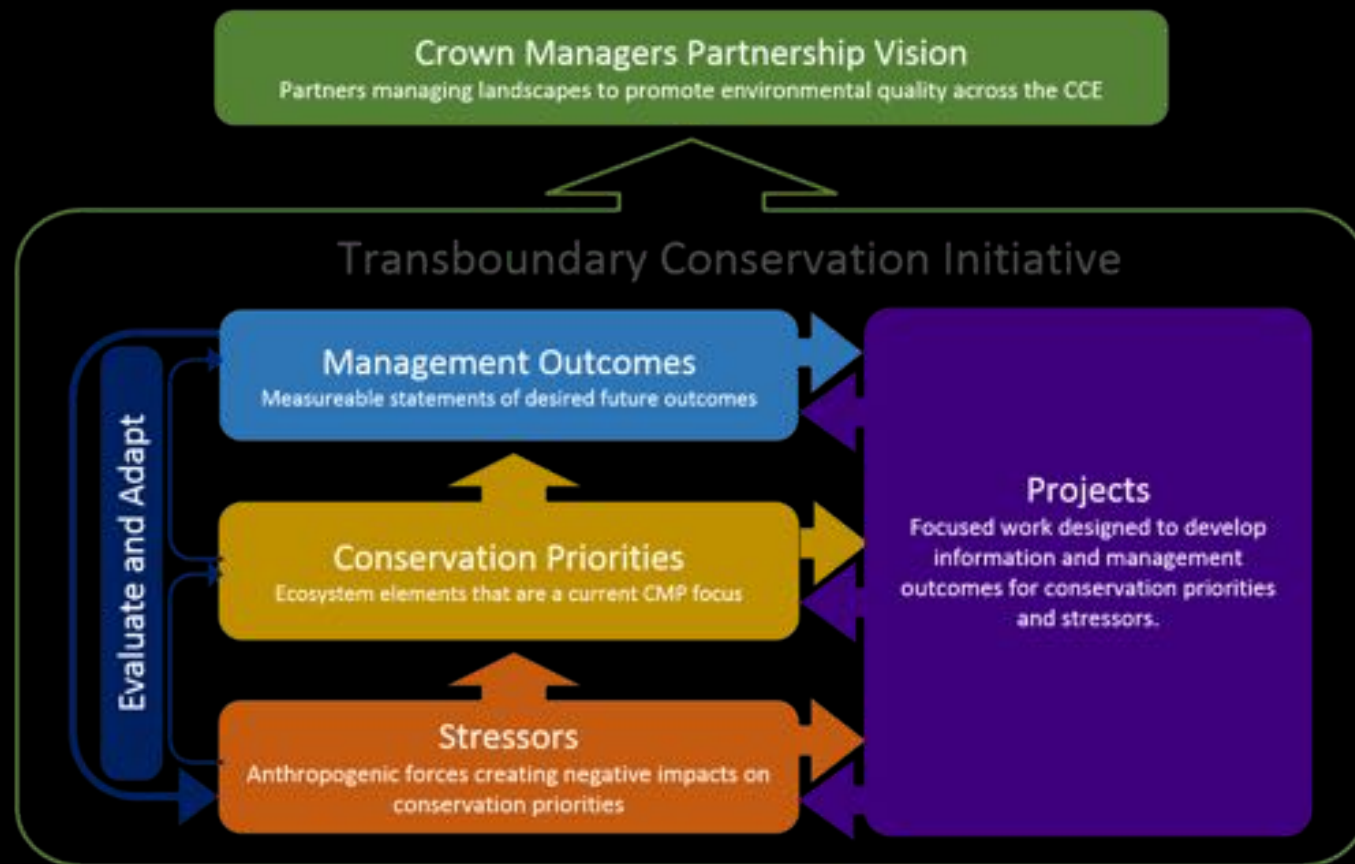 Crown Managers Partnership Vision
Partners managing landscapes to promote environmental quality across the CCE
Transboundary Conservation Initiative
Evaluate and Adapt
Management Outcomes
Measureable statements of desired future outcomes
Conservation Priorities
Ecosystem elements that are a current CMP focus
Stressors
Anthropogenic forces creating negative impacts on
conservation priorities
Projects
Focused work designed to develop
information and management
outcomes for conservation priorities
and stressors.